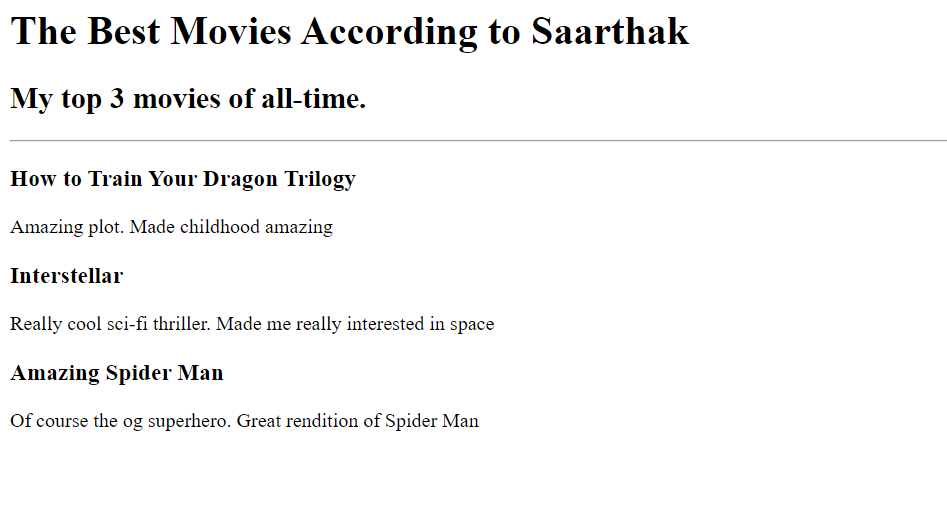 The Best Movies According to Saarthak
My top 3 movies of all-time.
How to Train Your Dragon Trilogy
Amazing plot. Made childhood amazing
Interstellar
Really cool sci-fi thriller. Made me really interested in space
Amazing Spider Man
Of course the og superhero. Great rendition of Spider Man